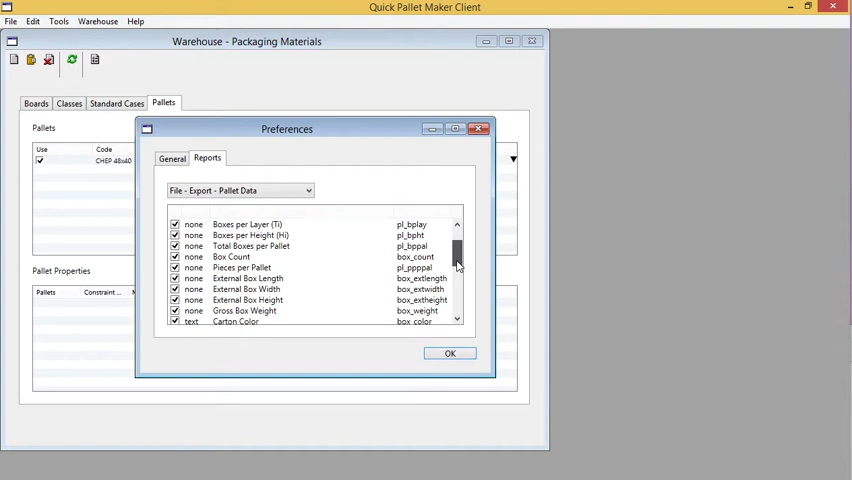 Quick Pallet Maker Client
File Edit Tools Warehouse Help
Warehouse - Packaging Materials
Boards Classes Standard Cases Pallets
Pallets
Use Code
CHEP 48x40
Pallet Properties
Pallets Constraint ...
Preferences
General Reports
File - Export - Pallet Data
none Boxes per Layer (Ti) pl_bplay
none Boxes per Height (Hi) pl_bpht
none Total Boxes per Pallet pl_bppal
none Box Count box_count
none Pieces per Pallet pl_ppppal
none External Box Length box_extlength
none External Box Width box_extwidth
none External Box Height box_extheight
none Gross Box Weight box_weight
text Carton Color box_color
OK